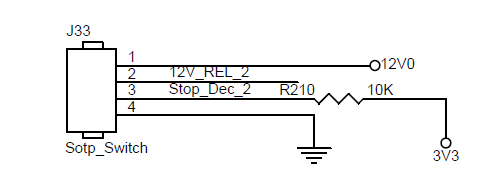 J33
1
12V0
2 12V_REL_2
3 Stop_Dec_2 R210 10K
4
Sotp_Switch
3V3